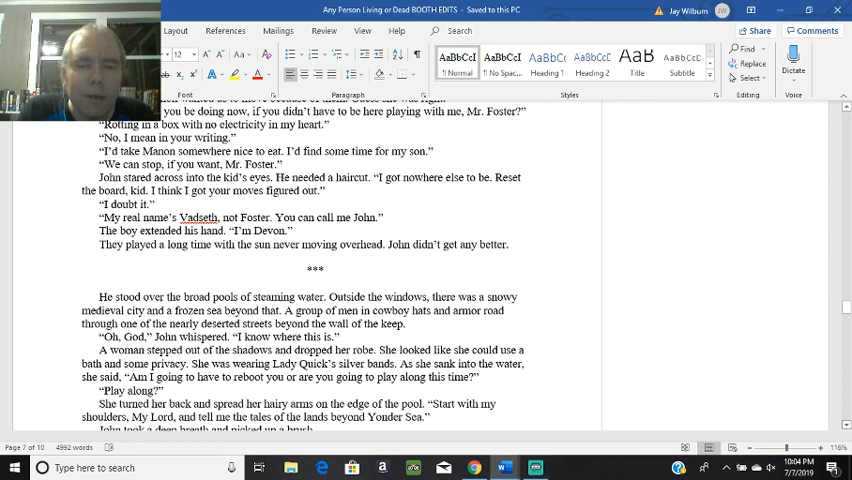 Any Person Living or Dead BOOTH EDITS - Saved to this PC
Jay Wilburn JW
Layout References Mailings Review View Help Search
Share Comments
12 A A Aa
AaBbCcI AaBbCcI AaBbC AaBbCcI AaB AaBbCcI
¶ Normal ¶ No Spac... Heading 1 Heading 2 Title Subtitle
Find
Replace
Select
Dictate
Font Paragraph Styles Editing Voice
you be doing now, if you didn't have to be here playing with me, Mr. Foster?"
"Rotting in a box with no electricity in my heart."
"No, I mean in your writing."
"I'd take Manon somewhere nice to eat. I'd find some time for my son."
"We can stop, if you want, Mr. Foster."
John stared across into the kid's eyes. He needed a haircut. "I got nowhere else to be. Reset
the board, kid. I think I got your moves figured out."
"I doubt it."
"My real name's Vadseth, not Foster. You can call me John."
The boy extended his hand. "I'm Devon."
They played a long time with the sun never moving overhead. John didn't get any better.
***
He stood over the broad pools of steaming water. Outside the windows, there was a snowy
medieval city and a frozen sea beyond that. A group of men in cowboy hats and armor road
through one of the nearly deserted streets beyond the wall of the keep.
"Oh, God," John whispered. "I know where this is."
A woman stepped out of the shadows and dropped her robe. She looked like she could use a
bath and some privacy. She was wearing Lady Quick's silver bands. As she sank into the water,
she said, "Am I going to have to reboot you or are you going to play along this time?"
"Play along?"
She turned her back and spread her hairy arms on the edge of the pool. "Start with my
shoulders, My Lord, and tell me the tales of the lands beyond Yonder Sea."
John took a deep breath and picked up a brush.
Page 7 of 10 4992 words 116%
Type here to search
10:04 PM
7/7/2019